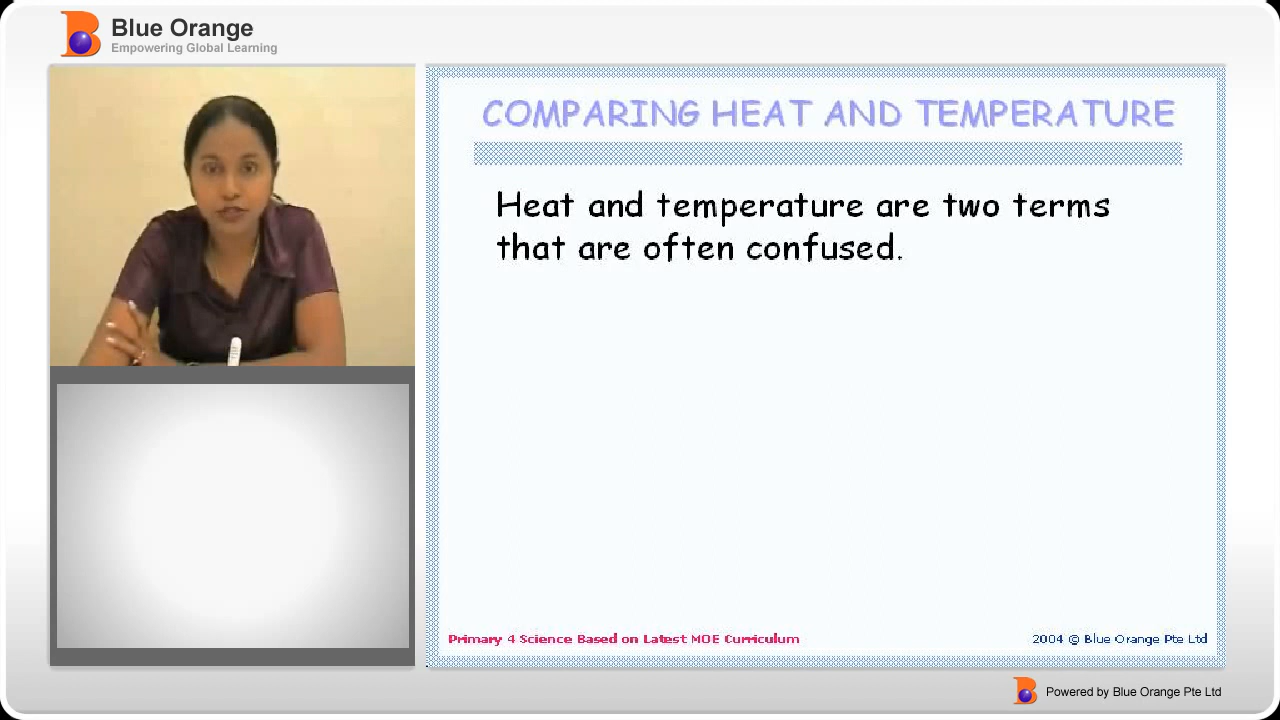 Blue Orange
Empowering Global Learning
COMPARING HEAT AND TEMPERATURE
Heat and temperature are two terms
that are often confused.
Primary 4 Science Based on Latest MOE Curriculum
2004 © Blue Orange Pte Ltd
Powered by Blue Orange Pte Ltd